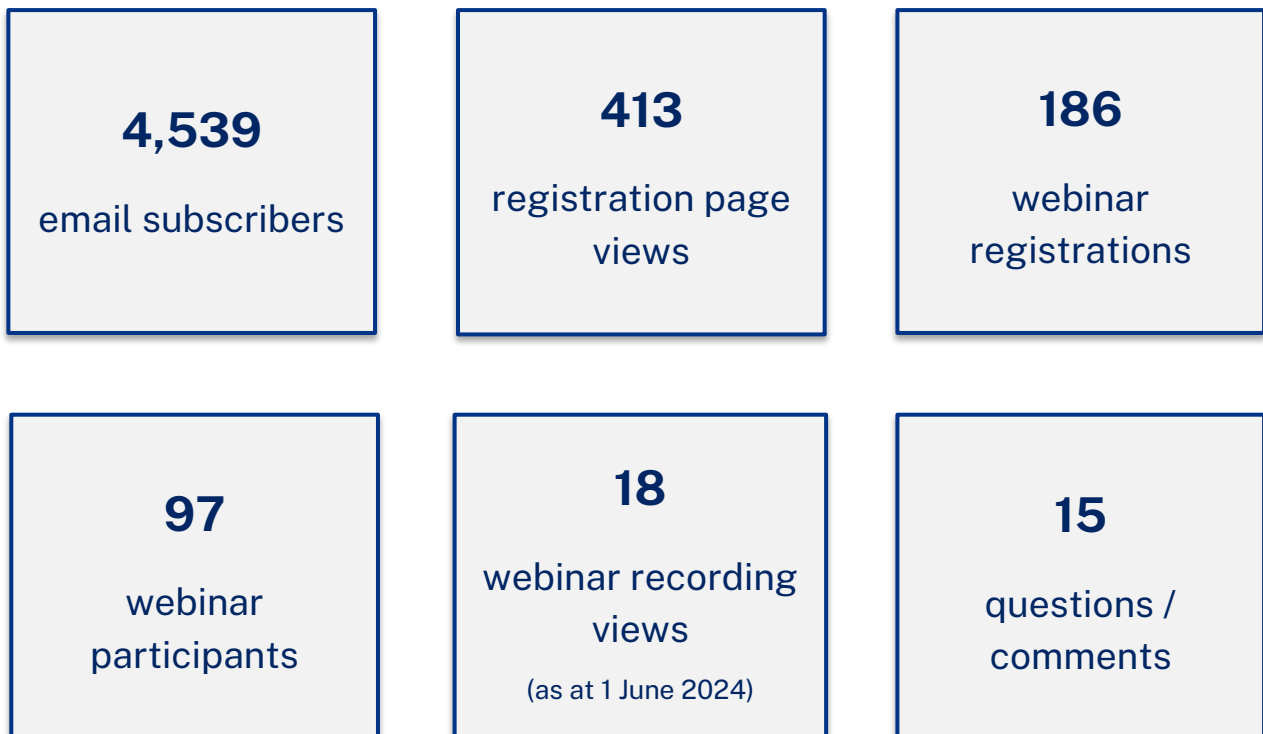 4,539
email subscribers
413
registration page
views
186
webinar
registrations
97
webinar
participants
18
webinar recording
views
(as at 1 June 2024)
15
questions /
comments